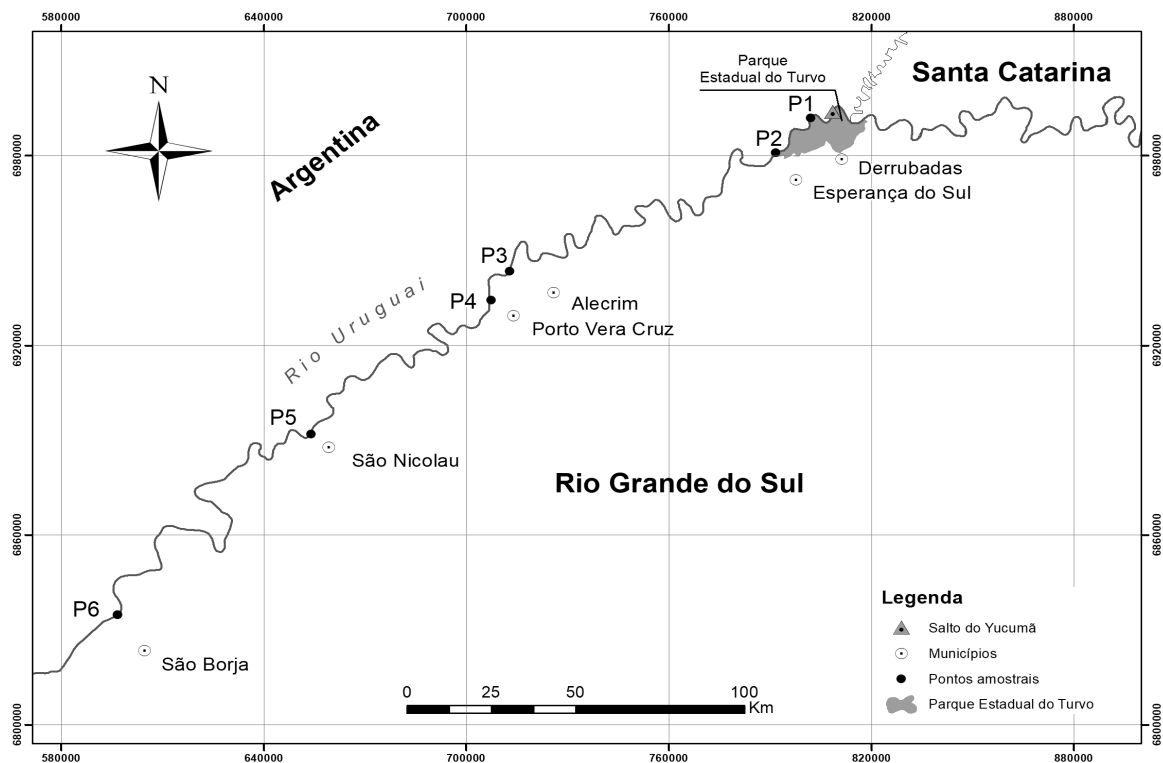 580000
640000
700000
760000
820000
880000
N
Argentina
Parque
Estadual do Turvo
Santa Catarina
P1
P2
6980000
6980000
Derrubadas
Esperança do Sul
P3
P4
Alecrim
Porto Vera Cruz
Rio Uruguai
6920000
6920000
P5
São Nicolau
Rio Grande do Sul
6860000
6860000
P6
São Borja
Legenda
Salto do Yucumã
Municípios
Pontos amostrais
Parque Estadual do Turvo
0
25
50
100
Km
6800000
6800000
580000
640000
700000
760000
820000
880000